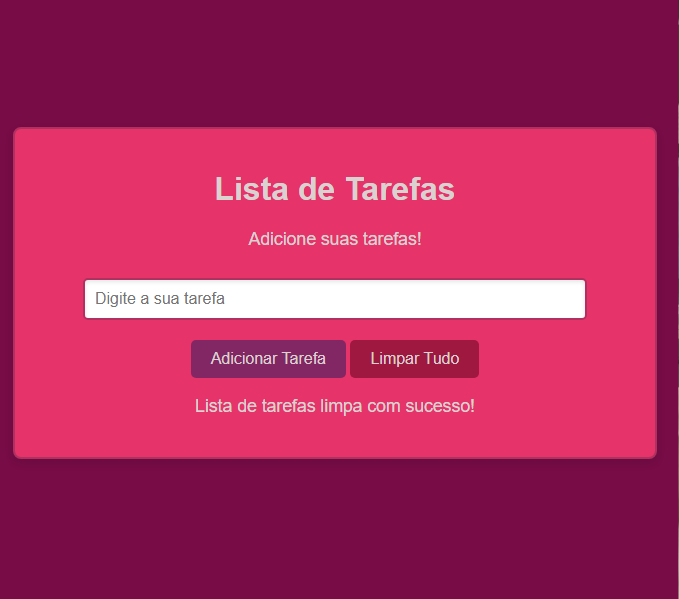 Lista de Tarefas
Adicione suas tarefas!
Digite a sua tarefa
Adicionar Tarefa Limpar Tudo
Lista de tarefas limpa com sucesso!